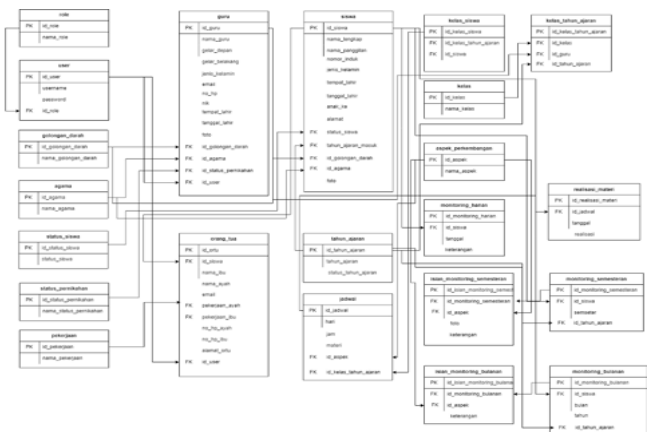 role
PK id_role
nama_role
user
PK id_user
username
password
FK id_role
golongan_darah
PK id_golongan_darah
nama_golongan_darah
agama
PK id_agama
nama_agama
status_siswa
PK id_status_siswa
status_siswa
status_pernikahan
PK id_status_pernikahan
nama_status_pernikahan
pekerjaan
PK id_pekerjaan
nama_pekerjaan
guru
PK id_guru
nama_guru
gelar_depan
gelar_belakang
jenis_kelamin
email
no_hp
nik
tempat_lahir
tanggal_lahir
foto
FK id_golongan_darah
FK id_agama
FK id_status_pernikahan
FK id_user
orang_tua
PK id_ortu
FK id_siswa
nama_ibu
nama_ayah
email
FK pekerjaan_ayah
FK pekerjaan_ibu
no_hp_ayah
no_hp_ibu
alamat_ortu
FK id_user
siswa
PK id_siswa
nama_lengkap
nama_panggilan
nomor_induk
jenis_kelamin
tempat_lahir
tanggal_lahir
anak_ke
alamat
FK status_siswa
FK tahun_ajaran_masuk
FK id_golongan_darah
FK id_agama
foto
tahun_ajaran
PK id_tahun_ajaran
tahun_ajaran
status_tahun_ajaran
jadwal
PK id_jadwal
hari
jam
materi
FK id_aspek
FK id_kelas_tahun_ajaran
kelas_siswa
PK id_kelas_siswa
FK id_kelas_tahun_ajaran
FK id_siswa
kelas
PK id_kelas
nama_kelas
aspek_perkembangan
PK id_aspek
nama_aspek
monitoring_harian
PK id_monitoring_harian
FK id_siswa
tanggal
keterangan
isian_monitoring_semesteran
PK id_isian_monitoring_semest
FK id_monitoring_semesteran
FK id_aspek
foto
keterangan
isian_monitoring_bulanan
PK id_isian_monitoring_bulanan
FK id_monitoring_bulanan
FK id_aspek
keterangan
kelas_tahun_ajaran
PK id_kelas_tahun_ajaran
FK id_kelas
FK id_guru
FK id_tahun_ajaran
realisasi_materi
PK id_realisasi_materi
FK id_jadwal
tanggal
realisasi
monitoring_semesteran
PK id_monitoring_semesteran
FK id_siswa
semester
FK id_tahun_ajaran
monitoring_bulanan
PK id_monitoring_bulanan
FK id_siswa
bulan
tahun
FK id_tahun_ajaran